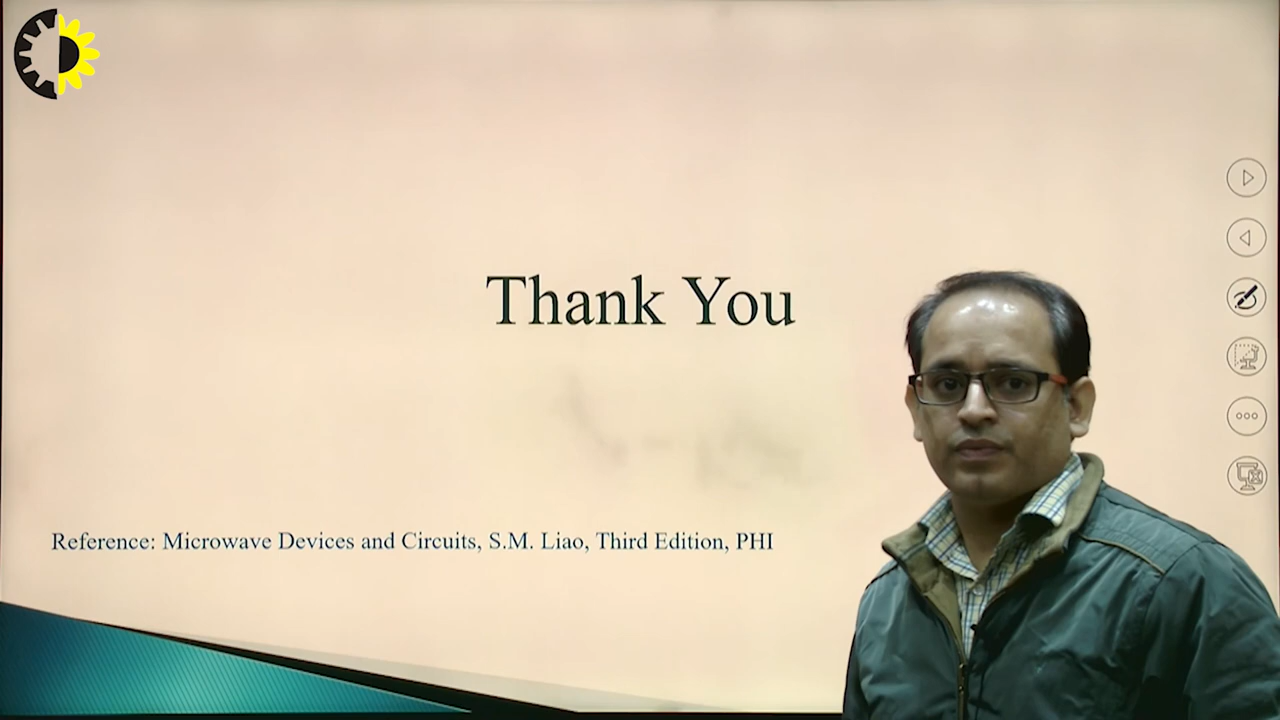 Thank You
Reference: Microwave Devices and Circuits, S.M. Liao, Third Edition, PHI